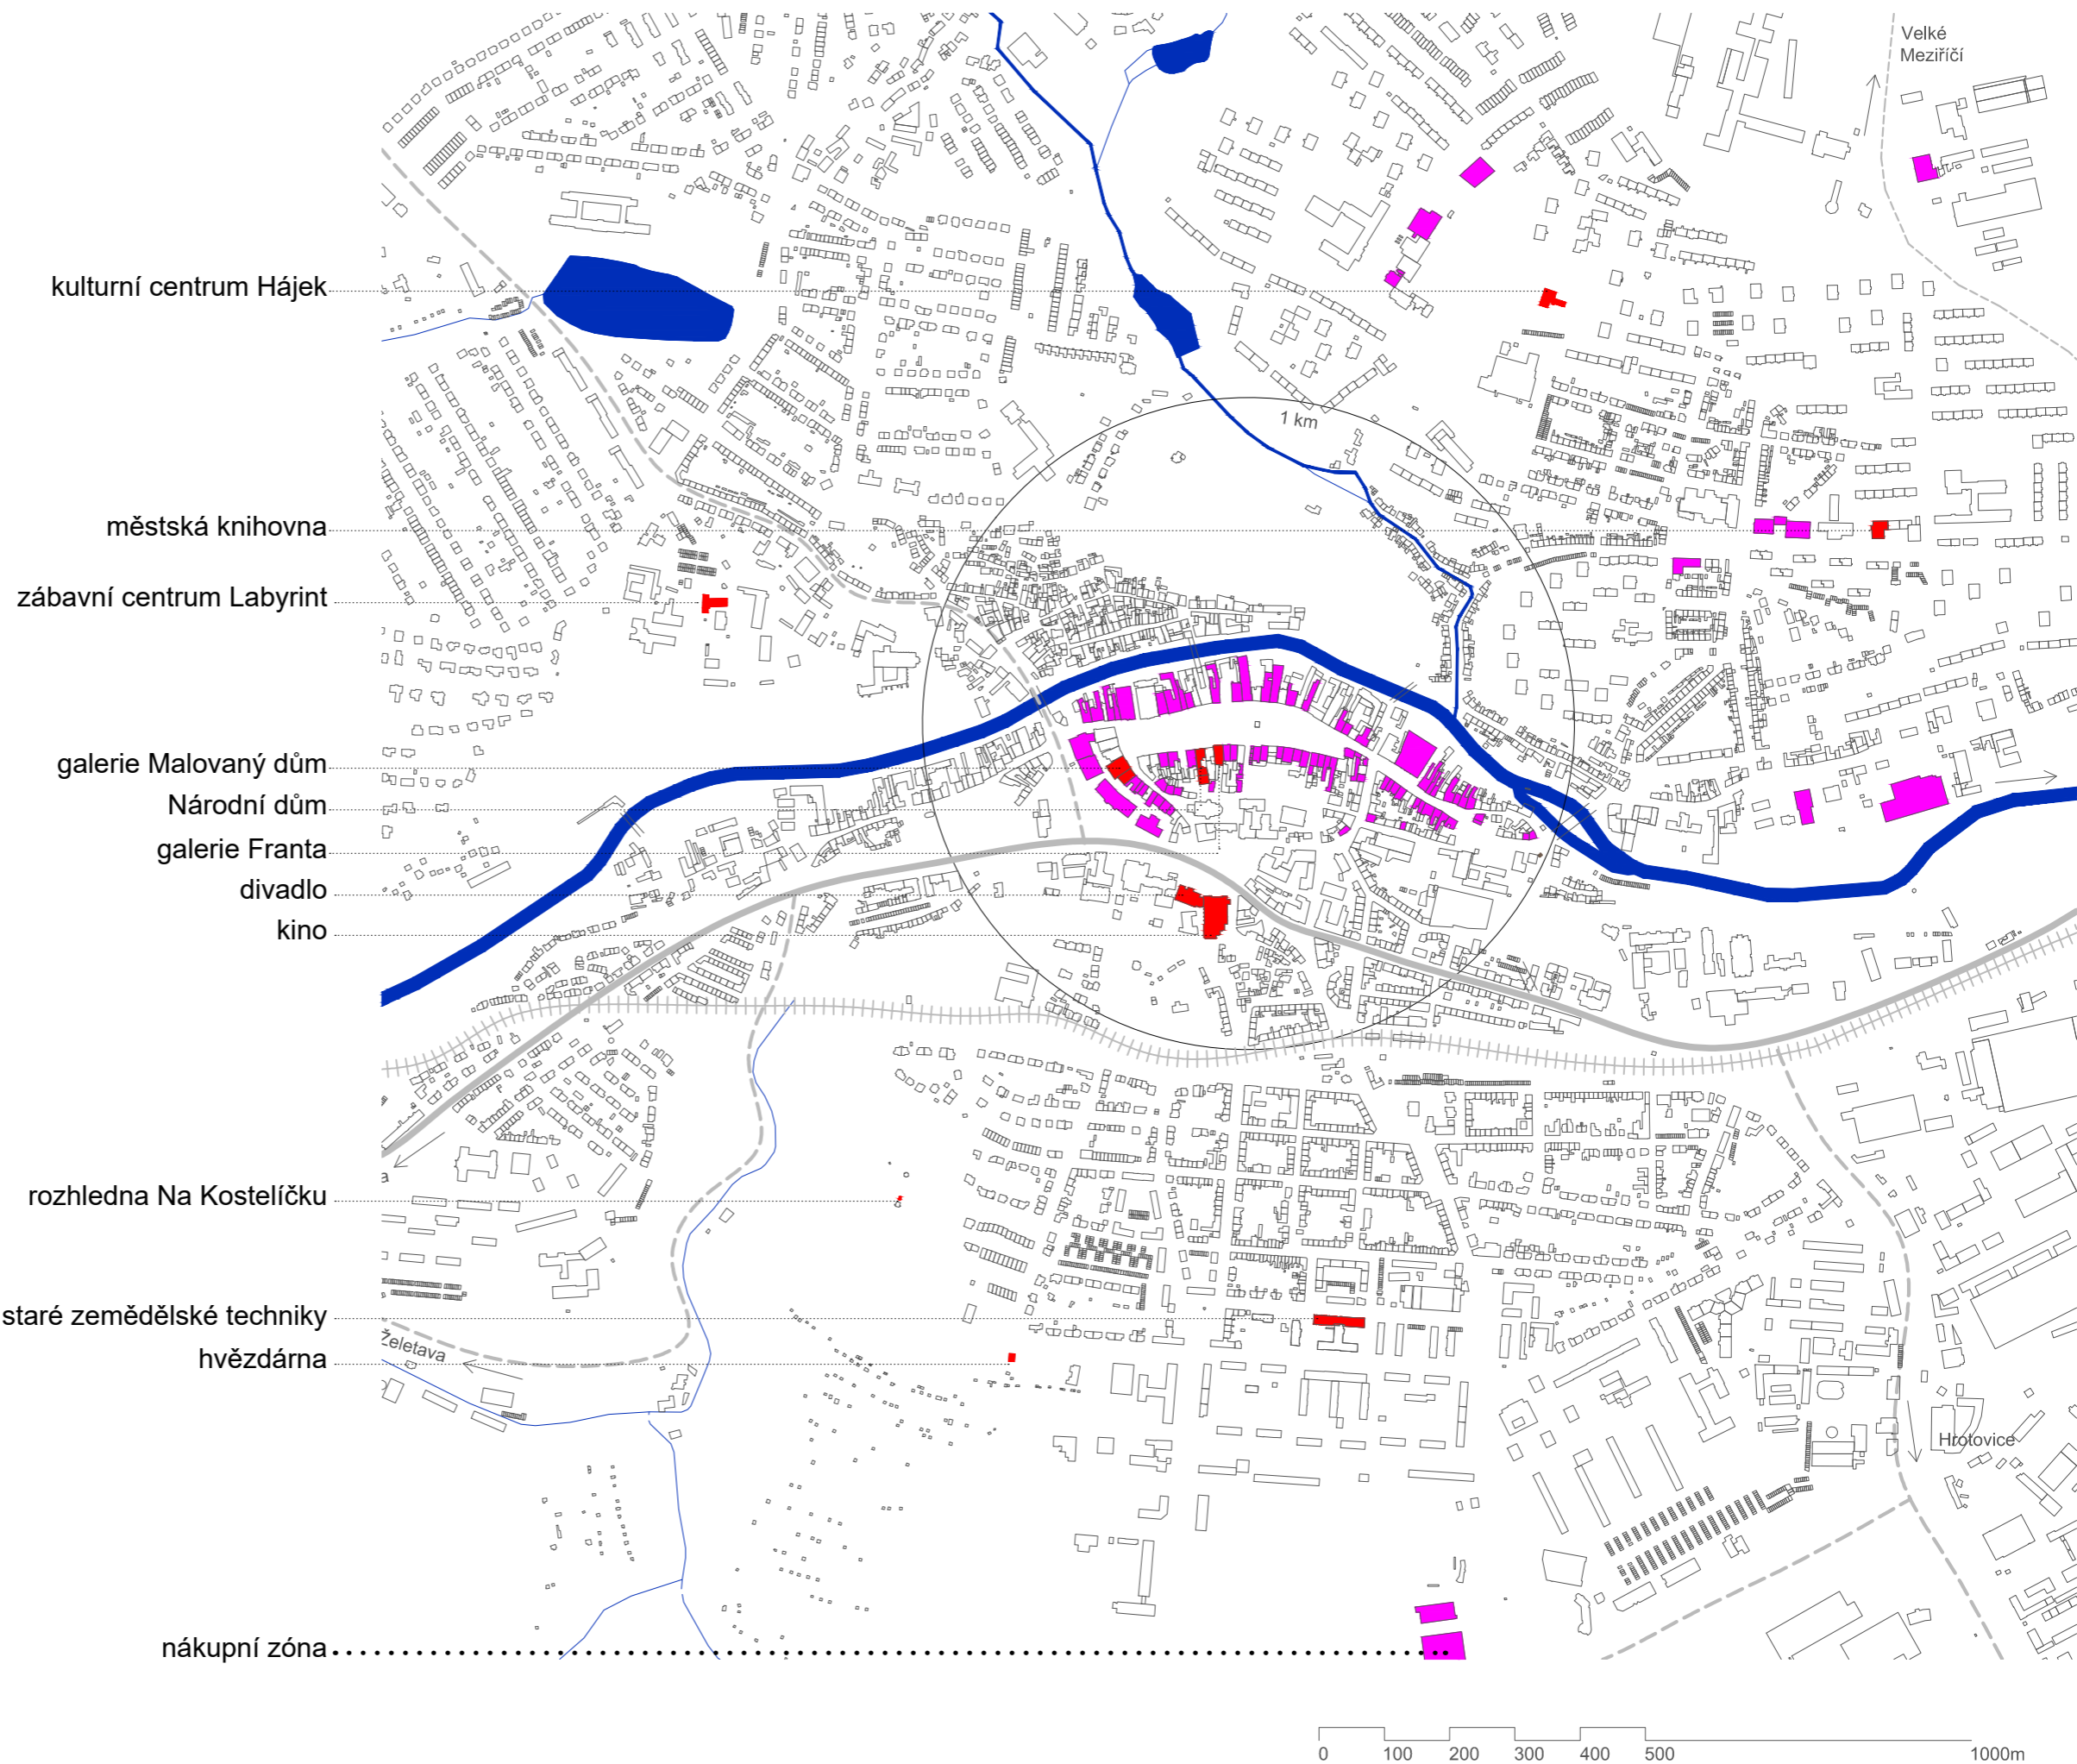 Velké
Meziříčí
kulturní centrum Hájek
1 km
městská knihovna
zábavní centrum Labyrint
galerie Malovaný dům
Národní dům
galerie Franta
divadlo
kino
a
rozhledna Na Kostelíčku
staré zemědělské techniky
Želetava
hvězdárna
Hrotovice
nákupní zóna
0 100 200 300 400 500 1000m